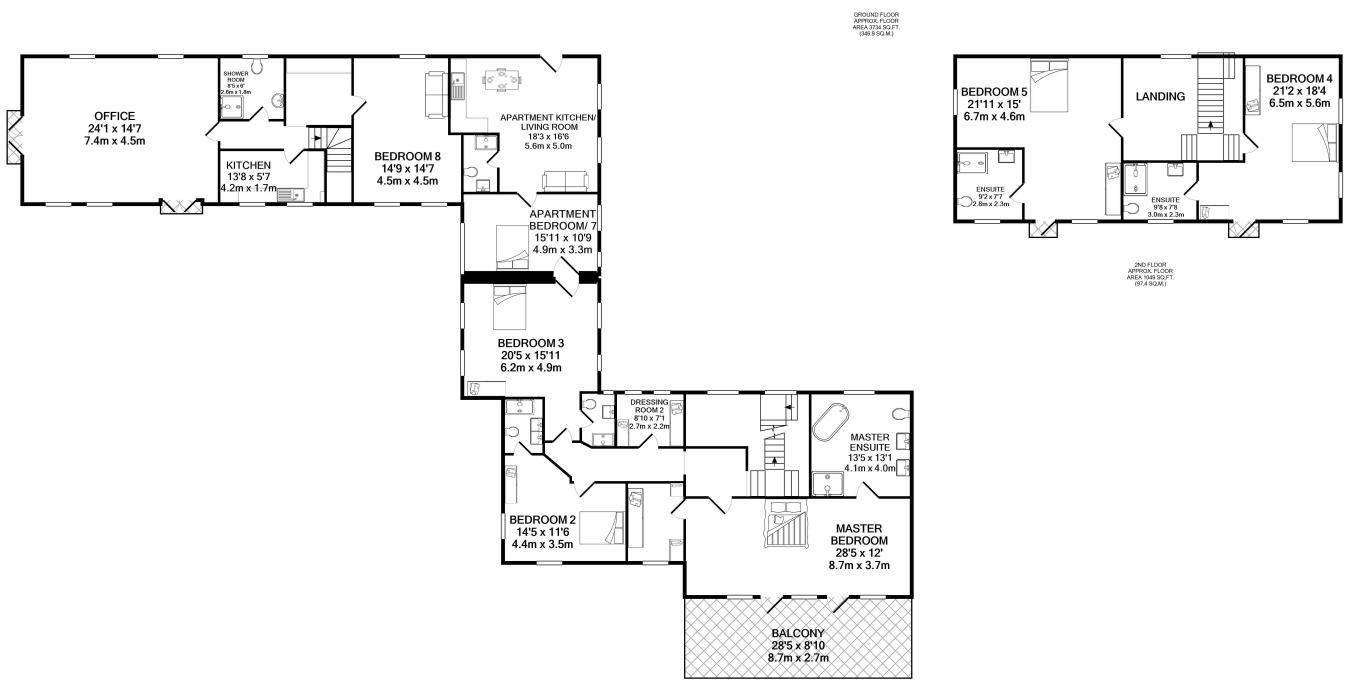 GROUND FLOOR
APPROX. FLOOR
AREA 3734 SQ.FT.
(346.9 SQ.M.)
OFFICE
24'1 x 14'7
7.4m x 4.5m
SHOWER
ROOM
8'5 x 6'
2.6m x 1.8m
KITCHEN
13'8 x 5'7
4.2m x 1.7m
BEDROOM 8
14'9 x 14'7
4.5m x 4.5m
APARTMENT KITCHEN/
LIVING ROOM
18'3 x 16'6
5.6m x 5.0m
APARTMENT
BEDROOM/ 7
15'11 x 10'9
4.9m x 3.3m
BEDROOM 3
20'5 x 15'11
6.2m x 4.9m
DRESSING
ROOM 2
8'10 x 7'1
2.7m x 2.2m
MASTER
ENSUITE
13'5 x 13'1
4.1m x 4.0m
BEDROOM 2
14'5 x 11'6
4.4m x 3.5m
MASTER
BEDROOM
28'5 x 12'
8.7m x 3.7m
BALCONY
28'5 x 8'10
8.7m x 2.7m
BEDROOM 5
21'11 x 15'
6.7m x 4.6m
LANDING
BEDROOM 4
21'2 x 18'4
6.5m x 5.6m
ENSUITE
9'2 x 7'7
2.8m x 2.3m
ENSUITE
9'8 x 7'8
3.0m x 2.3m
2ND FLOOR
APPROX. FLOOR
AREA 1049 SQ.FT.
(97.4 SQ.M.)